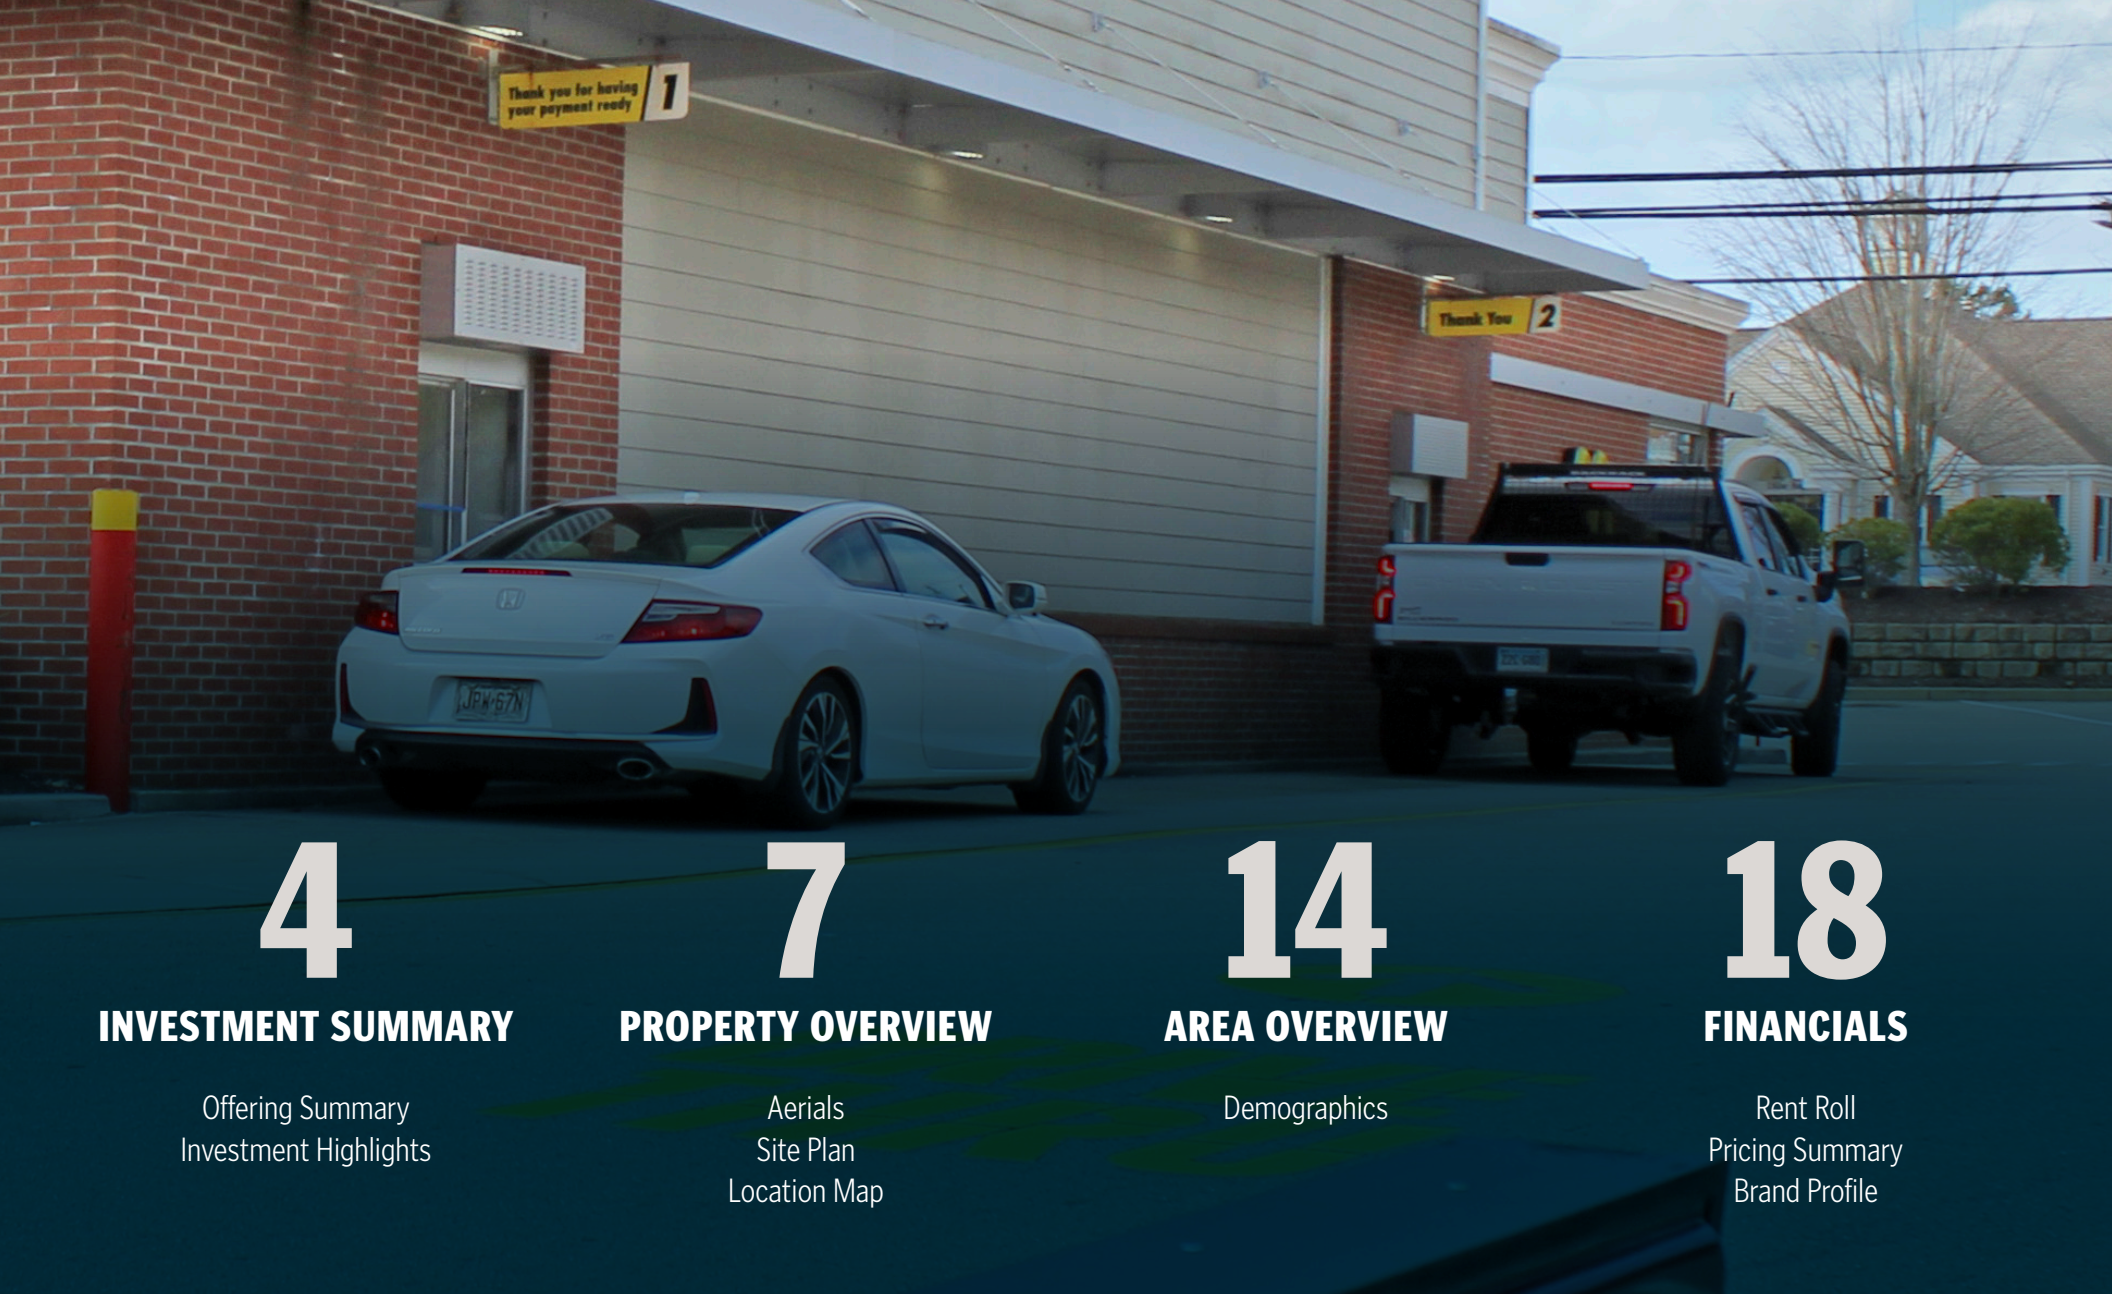 Thank you for having
your payment ready
1
Thank You
2
JPW·67N
4
INVESTMENT SUMMARY
Offering Summary
Investment Highlights
7
PROPERTY OVERVIEW
Aerials
Site Plan
Location Map
14
AREA OVERVIEW
Demographics
18
FINANCIALS
Rent Roll
Pricing Summary
Brand Profile